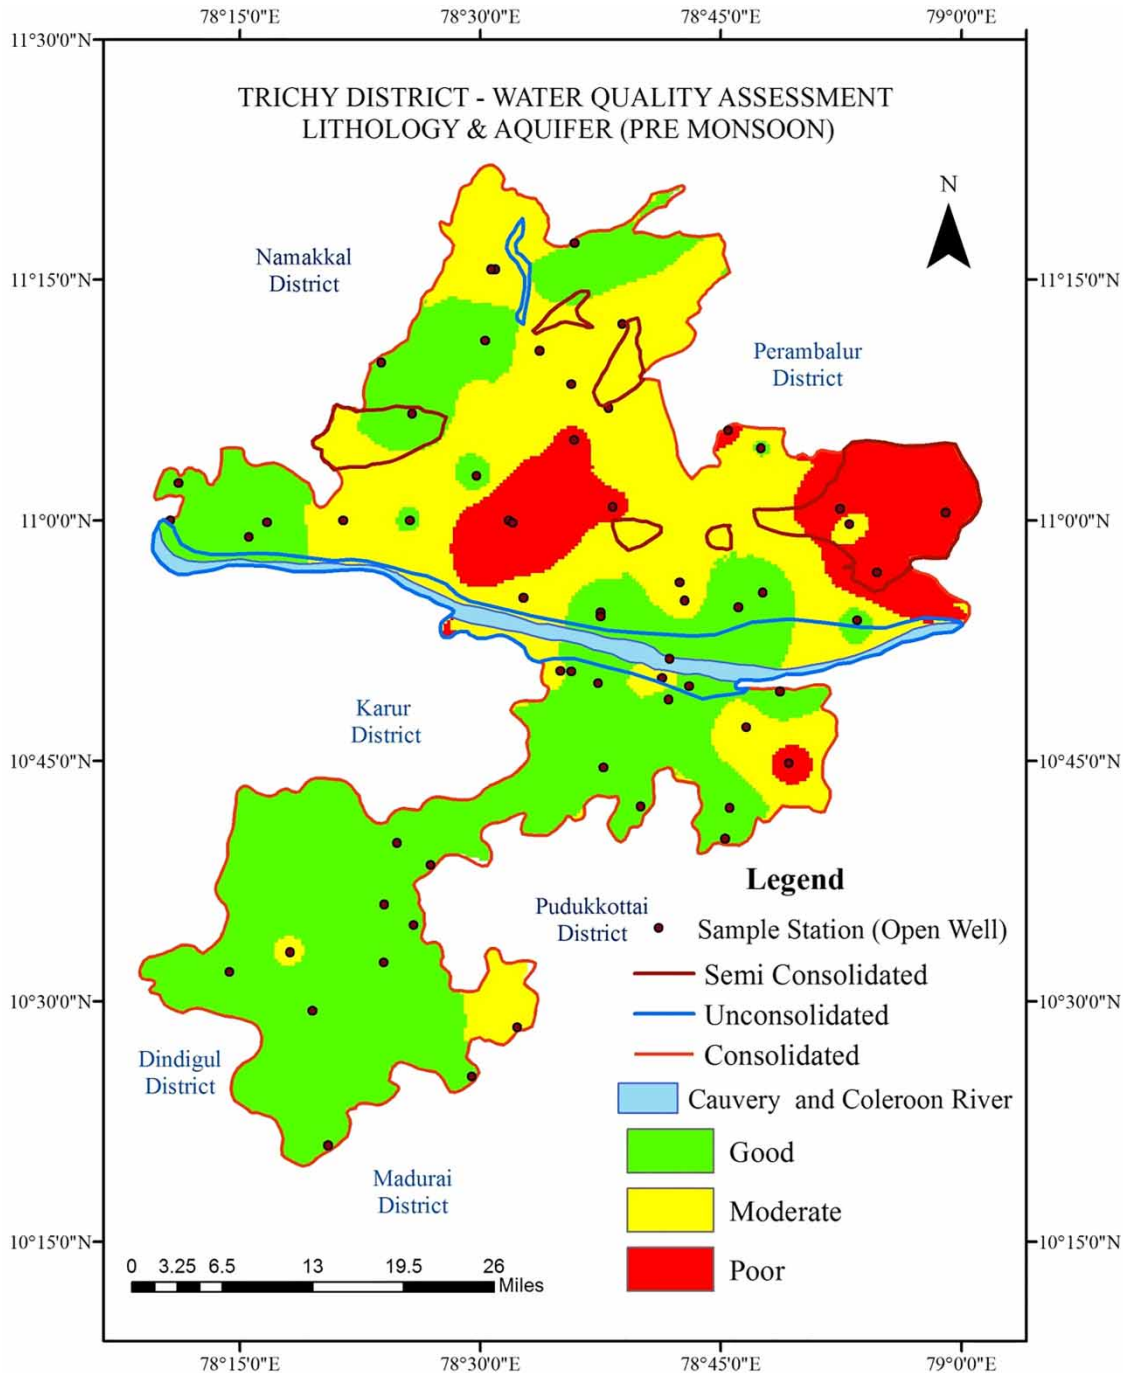 78°15'0"E 78°30'0"E 78°45'0"E 79°0'0"E
11°30'0"N
TRICHY DISTRICT - WATER QUALITY ASSESSMENT
LITHOLOGY & AQUIFER (PRE MONSOON)
N
Namakkal
District
11°15'0"N 11°15'0"N
Perambalur
District
11°0'0"N 11°0'0"N
Karur
District
10°45'0"N 10°45'0"N
Legend
Pudukkottai
District
Sample Station (Open Well)
Semi Consolidated
10°30'0"N 10°30'0"N
Unconsolidated
Consolidated
Dindigul
District
Cauvery and Coleroon River
Good
Madurai
District
Moderate
10°15'0"N 10°15'0"N
Poor
0 3.25 6.5 13 19.5 26
Miles
78°15'0"E 78°30'0"E 78°45'0"E 79°0'0"E